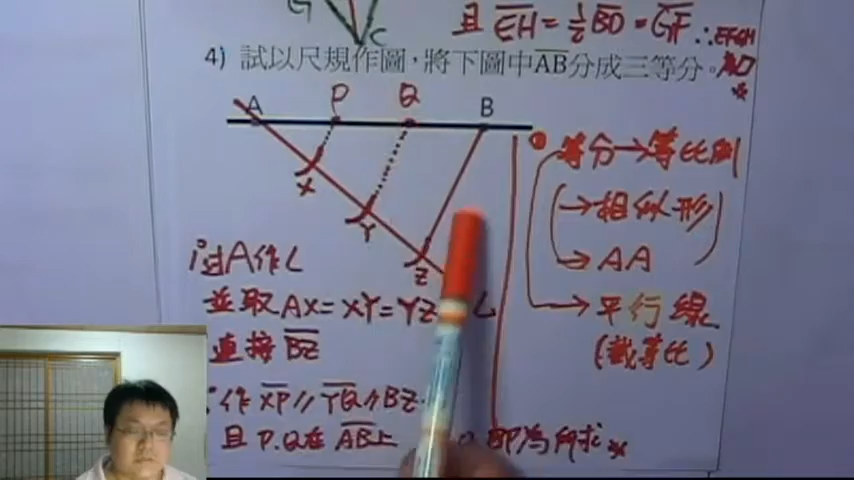 G
C
且 EH = 1/2 BD = GF ∴EFGH
4) 試以尺規作圖，將下圖中AB分成三等分。
A P Q B
X
Y
Z
等分→等比例
→相似形
→AA
→平行線
(截等比)
i 过A作L
並取AX=XY=YZ L
連接BZ
作XP//YQ//BZ
且P.Q在AB上 即為所求